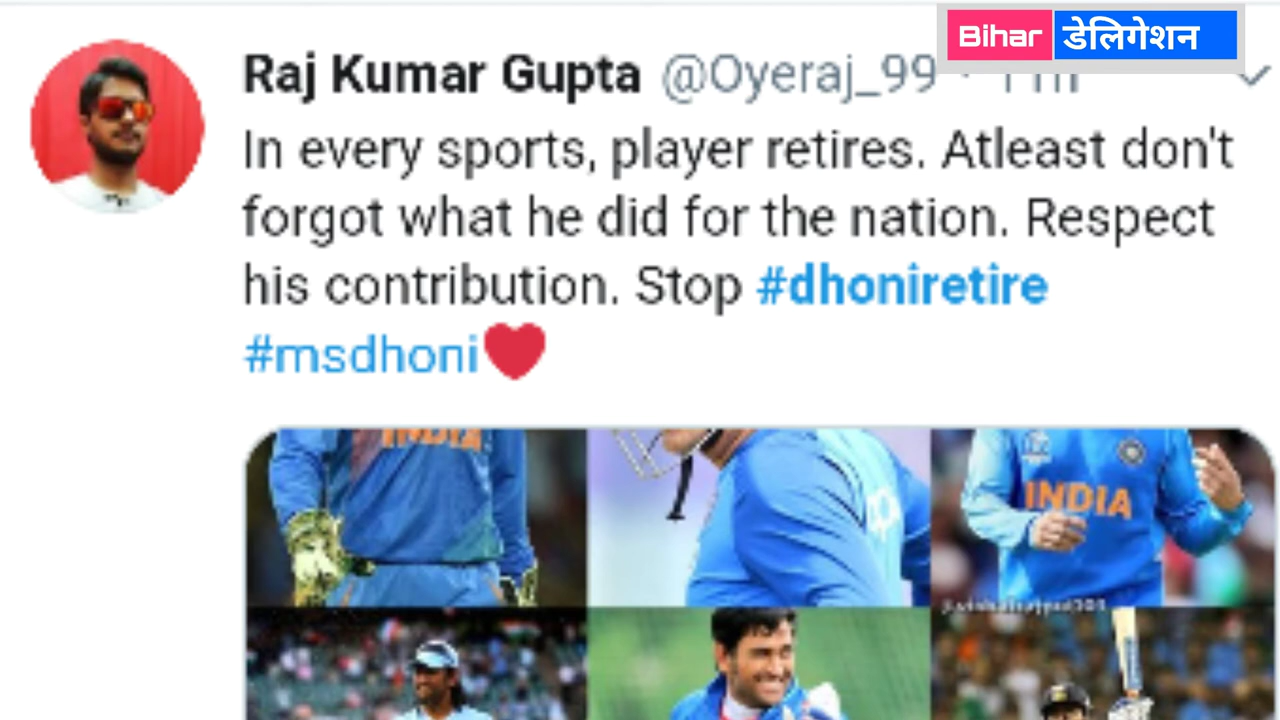 Bihar डेलिगेशन
Raj Kumar Gupta @Oyeraj_99
In every sports, player retires. Atleast don't
forgot what he did for the nation. Respect
his contribution. Stop #dhoniretire
#msdhoni❤️
INDIA
INDIA